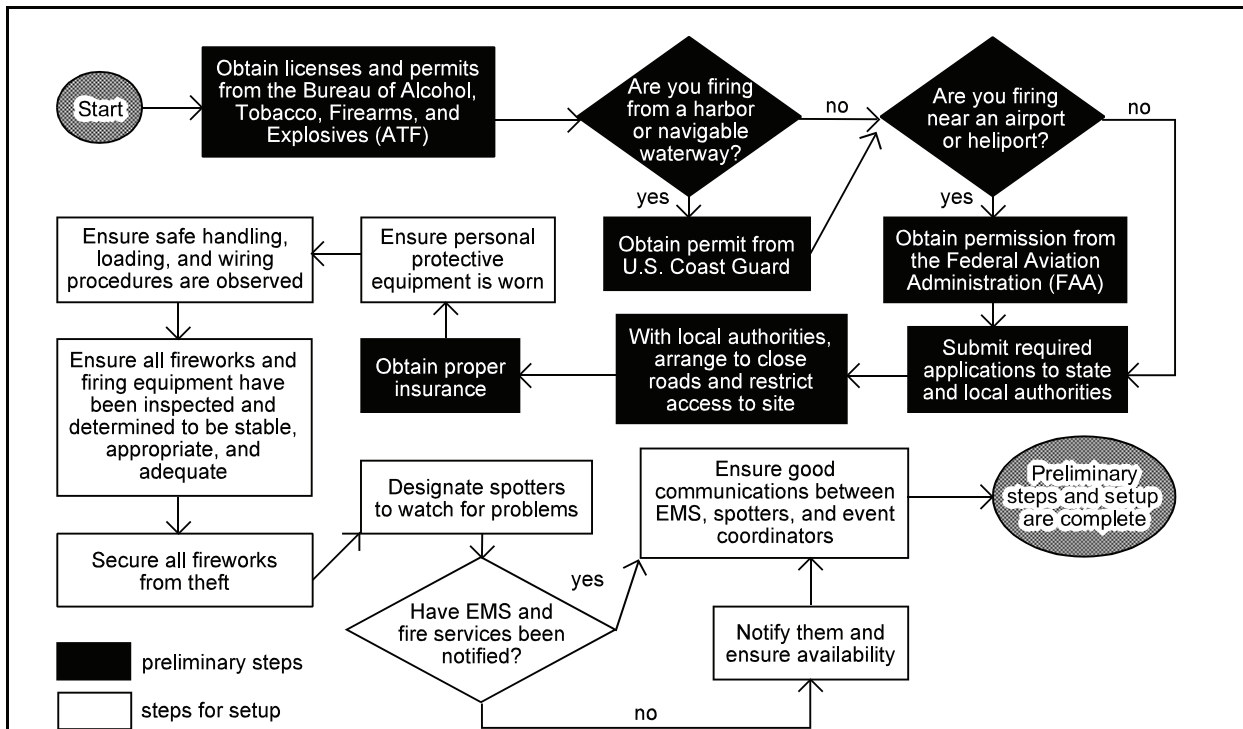 Start
Obtain licenses and permits
from the Bureau of Alcohol,
Tobacco, Firearms, and
Explosives (ATF)
Are you firing
from a harbor
or navigable
waterway?
no
yes
Obtain permit from
U.S. Coast Guard
Are you firing
near an airport
or heliport?
no
yes
Obtain permission from
the Federal Aviation
Administration (FAA)
Submit required
applications to state
and local authorities
With local authorities,
arrange to close
roads and restrict
access to site
Obtain proper
insurance
Ensure personal
protective
equipment is worn
Ensure safe handling,
loading, and wiring
procedures are observed
Ensure all fireworks and
firing equipment have
been inspected and
determined to be stable,
appropriate, and
adequate
Secure all fireworks
from theft
Designate spotters
to watch for problems
Have EMS and
fire services been
notified?
yes
no
Notify them and
ensure availability
Ensure good
communications between
EMS, spotters, and event
coordinators
Preliminary
steps and setup
are complete
preliminary steps
steps for setup